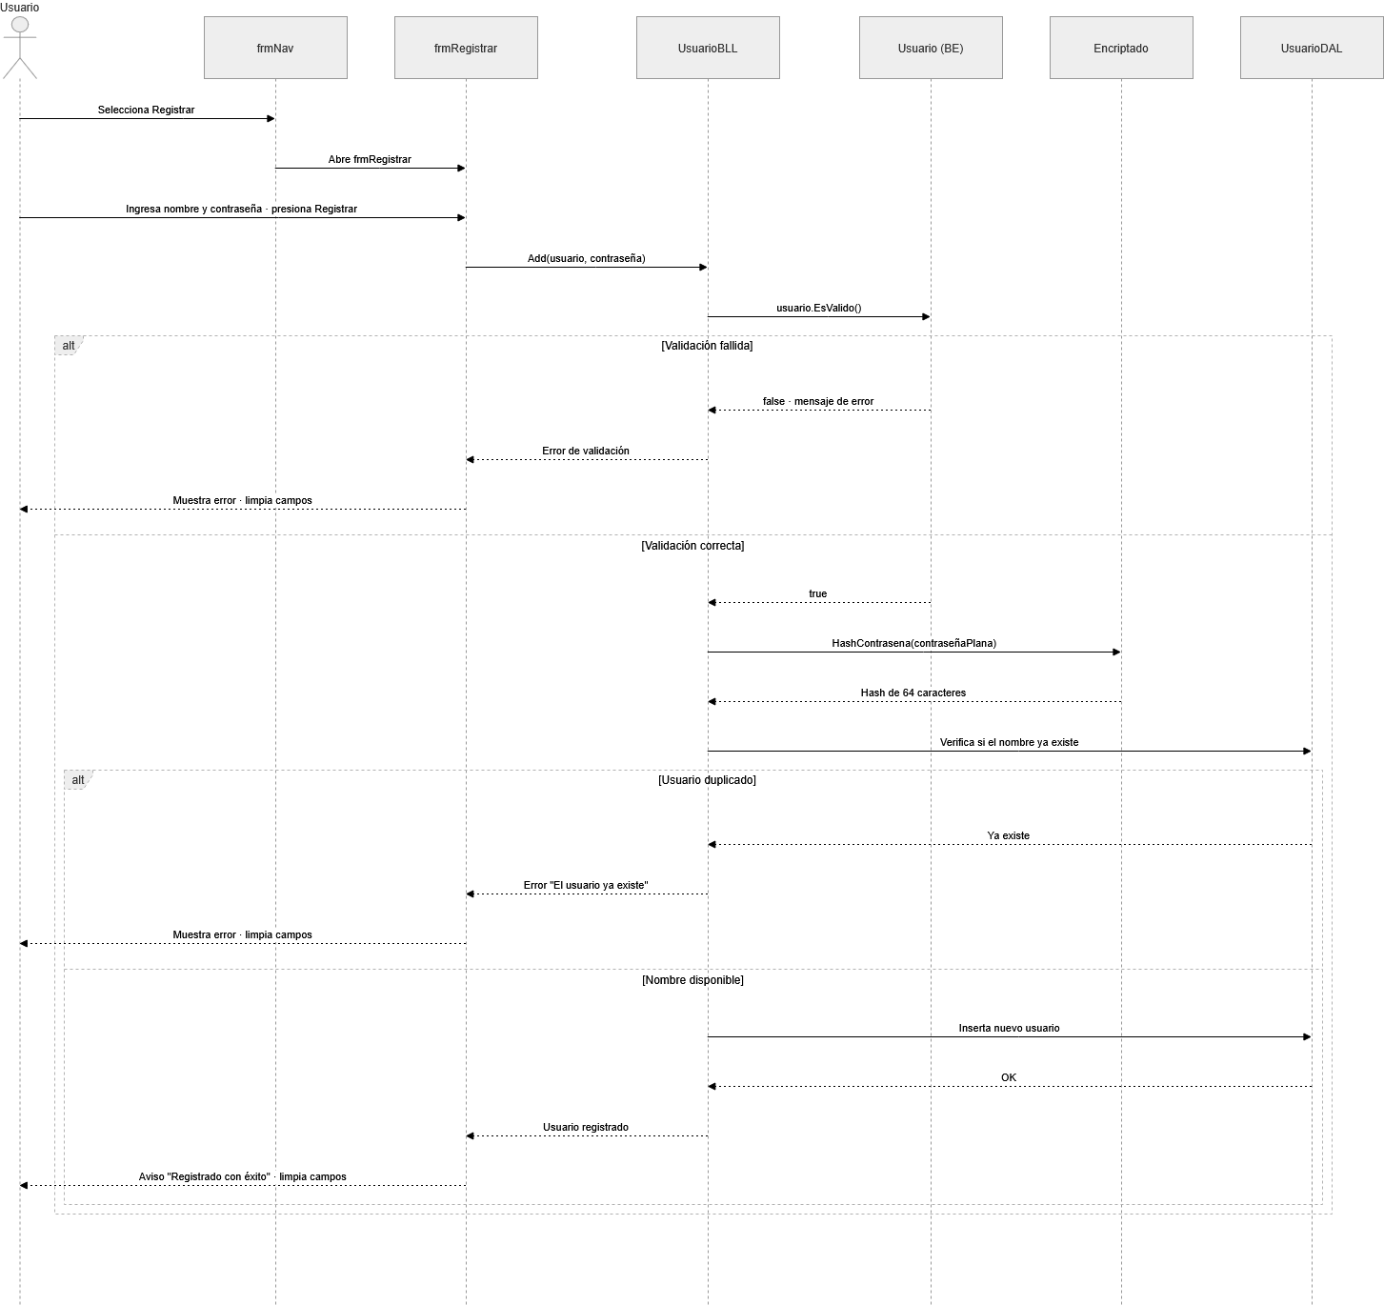 Usuario
frmNav
frmRegistrar
UsuarioBLL
Usuario (BE)
Encriptado
UsuarioDAL
Selecciona Registrar
Abre frmRegistrar
Ingresa nombre y contraseña · presiona Registrar
Add(usuario, contraseña)
usuario.EsValido()
alt
[Validación fallida]
false · mensaje de error
Error de validación
Muestra error · limpia campos
[Validación correcta]
true
HashContrasena(contraseñaPlana)
Hash de 64 caracteres
Verifica si el nombre ya existe
alt
[Usuario duplicado]
Ya existe
Error "El usuario ya existe"
Muestra error · limpia campos
[Nombre disponible]
Inserta nuevo usuario
OK
Usuario registrado
Aviso "Registrado con éxito" · limpia campos